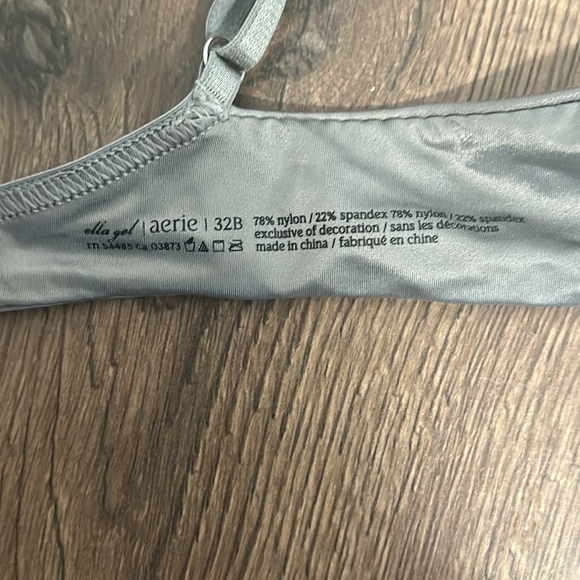 ella gel | aerie | 32B
rn 54485 ca 03873
78% nylon / 22% spandex 78% nylon / 22% spandex
exclusive of decoration / sans les décorations
made in china / fabriqué en chine